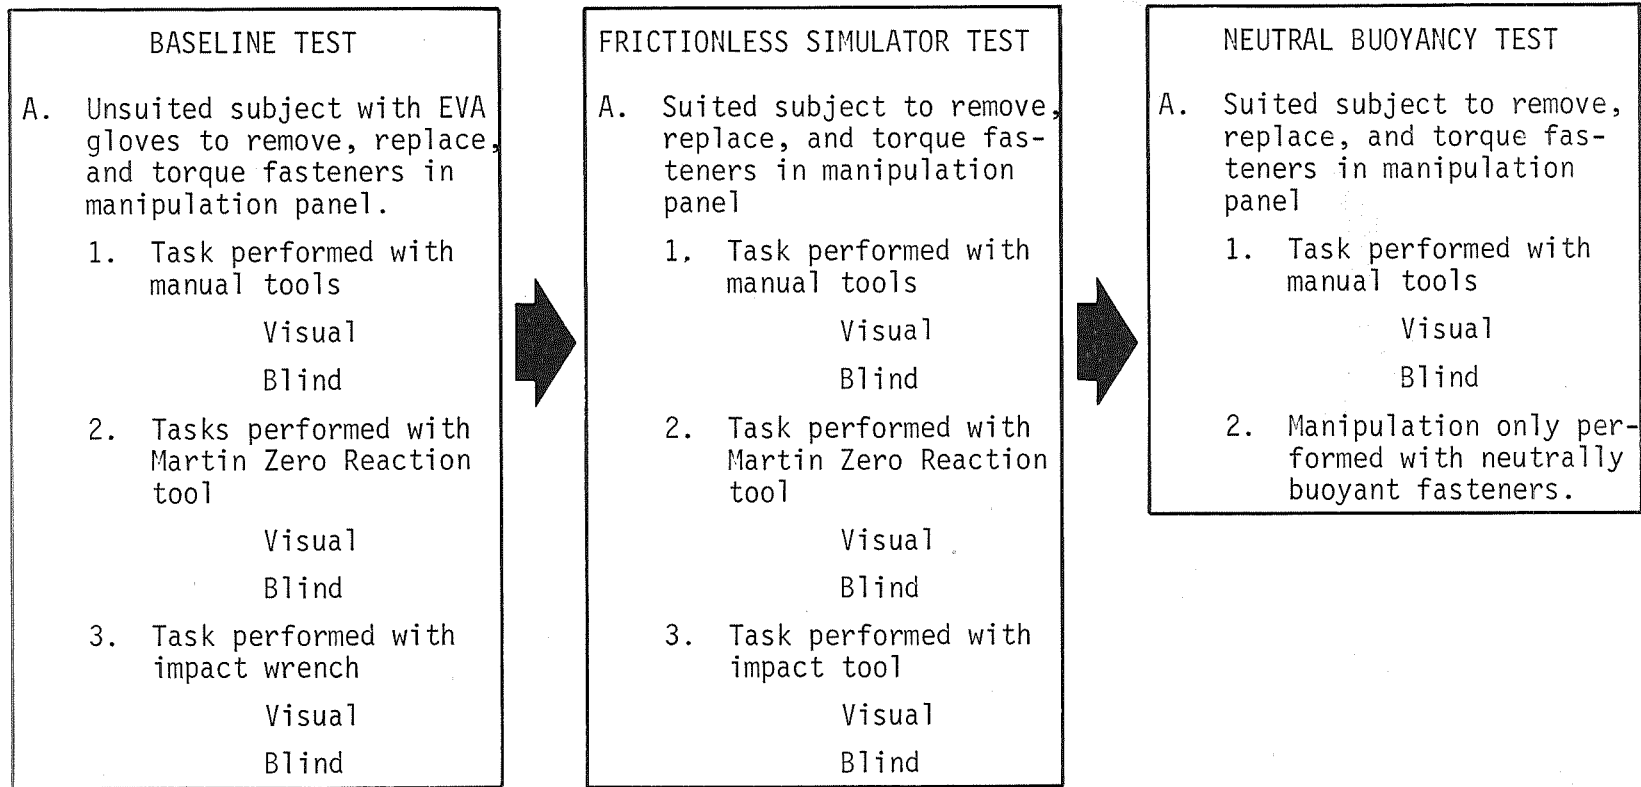 BASELINE TEST
A. Unsuited subject with EVA
gloves to remove, replace,
and torque fasteners in
manipulation panel.
1. Task performed with
manual tools
Visual
Blind
2. Tasks performed with
Martin Zero Reaction
tool
Visual
Blind
3. Task performed with
impact wrench
Visual
Blind
FRICTIONLESS SIMULATOR TEST
A. Suited subject to remove,
replace, and torque fas-
teners in manipulation
panel
1. Task performed with
manual tools
Visual
Blind
2. Task performed with
Martin Zero Reaction
tool
Visual
Blind
3. Task performed with
impact tool
Visual
Blind
NEUTRAL BUOYANCY TEST
A. Suited subject to remove,
replace, and torque fas-
teners in manipulation
panel
1. Task performed with
manual tools
Visual
Blind
2. Manipulation only per-
formed with neutrally
buoyant fasteners.